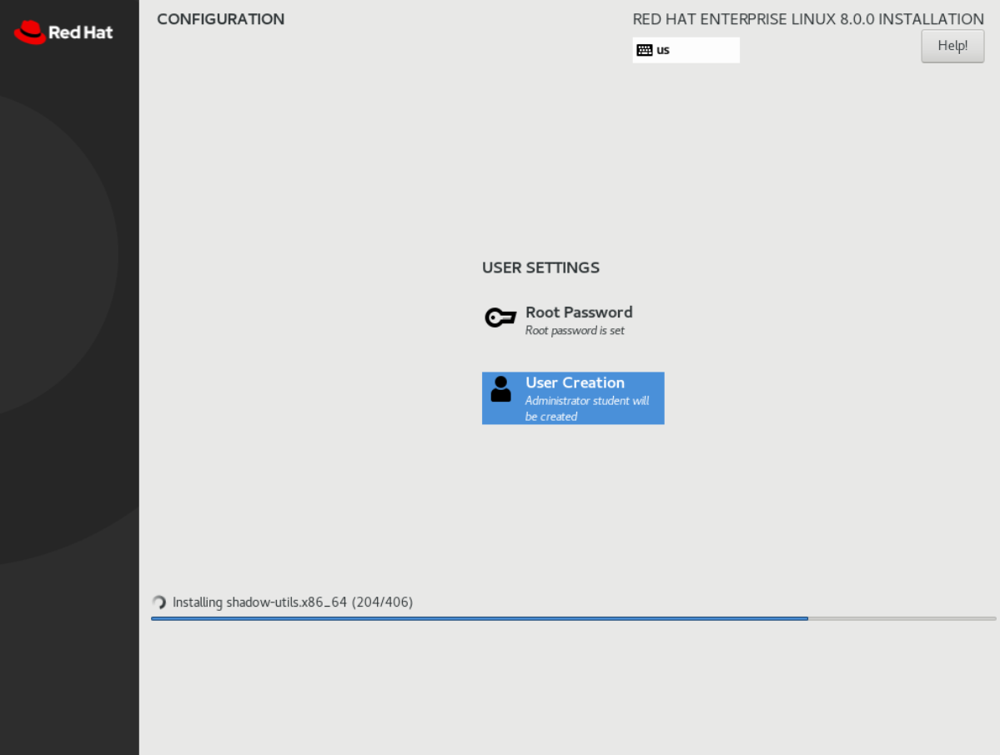 Red Hat
CONFIGURATION
RED HAT ENTERPRISE LINUX 8.0.0 INSTALLATION
us
Help!
USER SETTINGS
Root Password
Root password is set
User Creation
Administrator student will
be created
Installing shadow-utils.x86_64 (204/406)